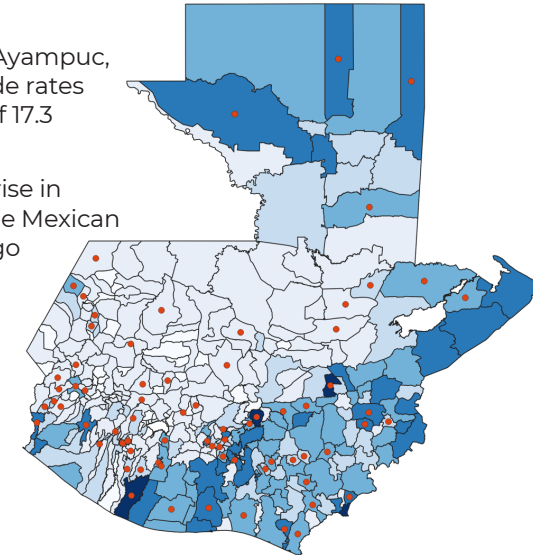 Ayampuc,
de rates
f 17.3
rise in
e Mexican
go